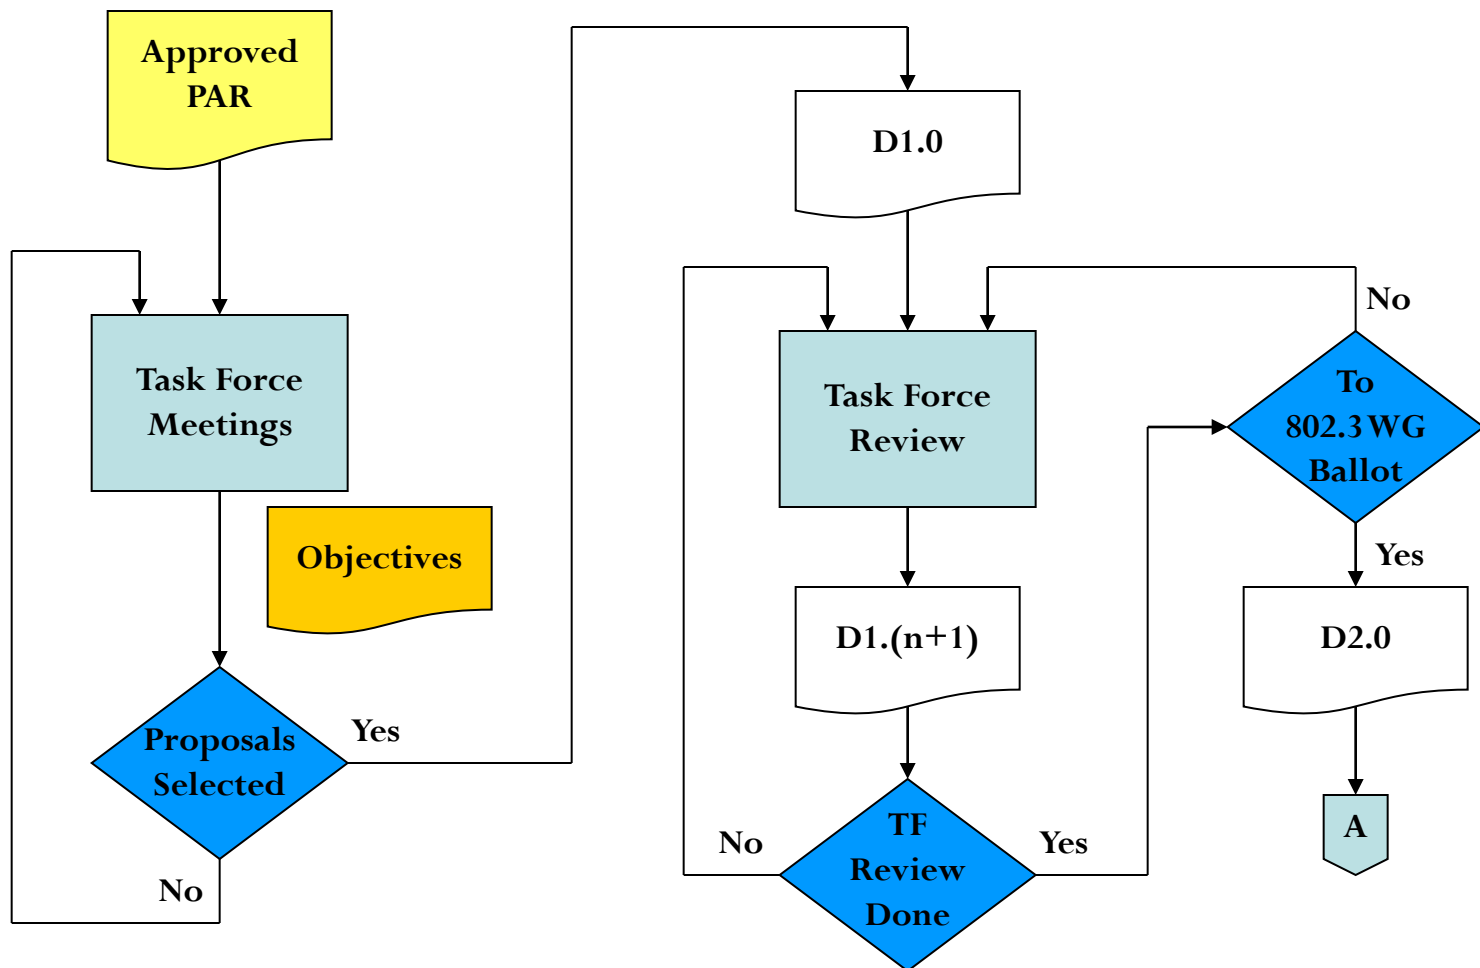 Approved
PAR
Task Force
Meetings
Objectives
Proposals
Selected
Yes
No
D1.0
Task Force
Review
D1.(n+1)
TF
Review
Done
No
Yes
To
802.3 WG
Ballot
No
Yes
D2.0
A